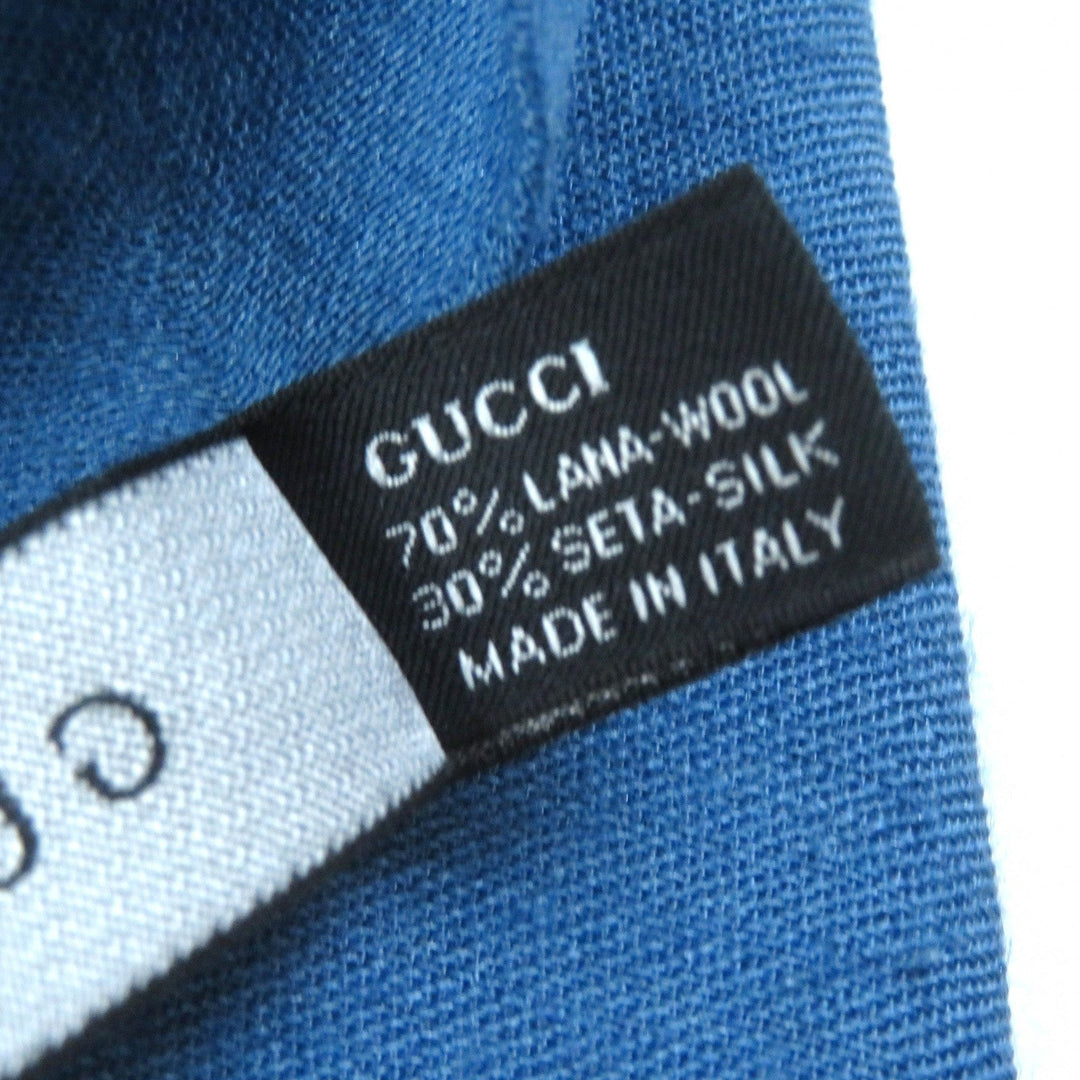 GUCCI
70% LANA-WOOL
30% SETA-SILK
MADE IN ITALY
G